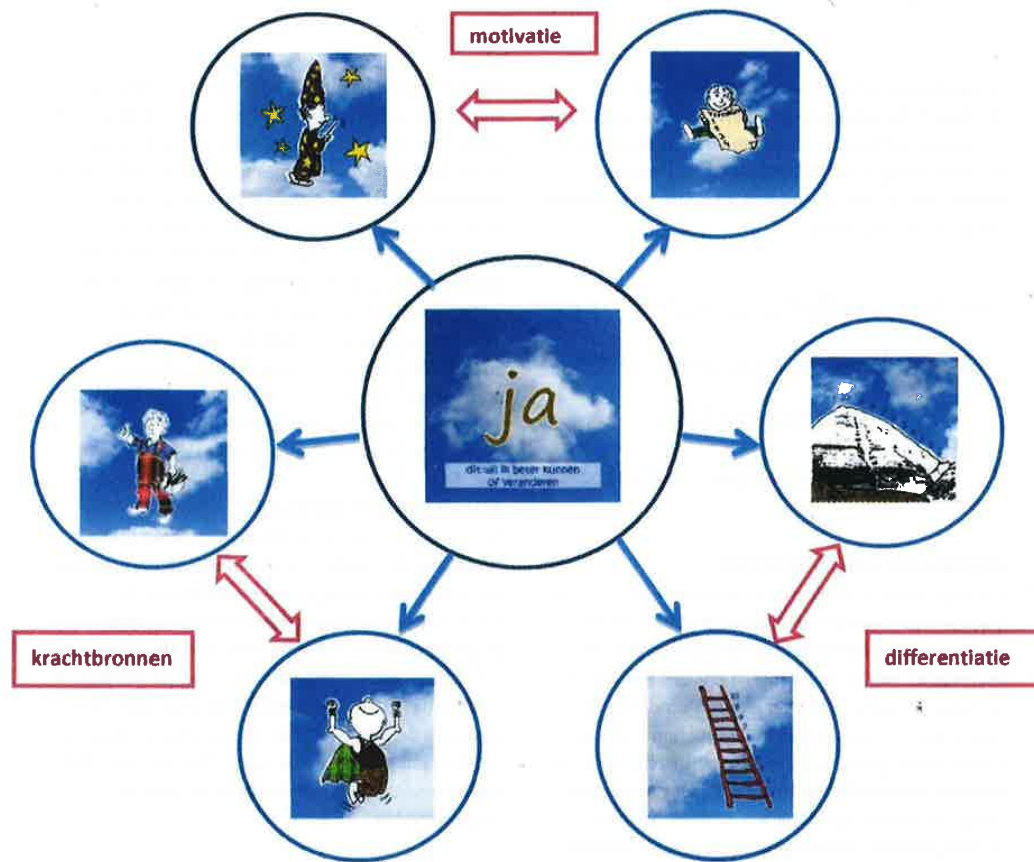 motivatie
ja
dit wil ik beter kunnen
of veranderen
krachtbronnen
differentiatie